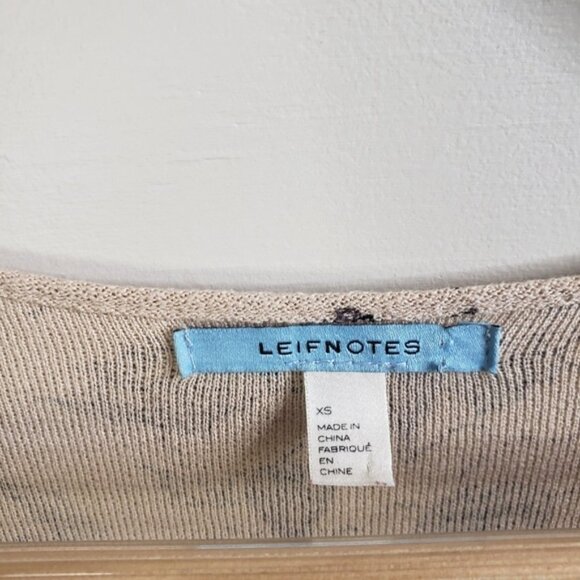 LEIFNOTES
XS
MADE IN
CHINA
FABRIQUÉ
EN
CHINE